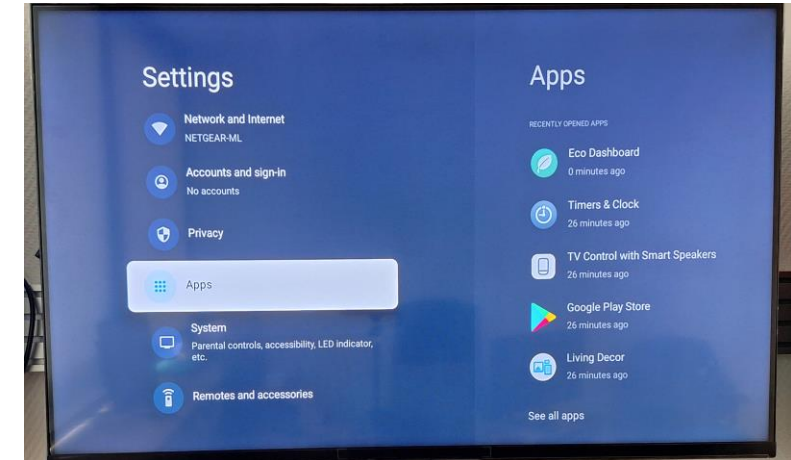 Settings
Network and Internet
NETGEAR-ML
Accounts and sign-in
No accounts
Privacy
Apps
System
Parental controls, accessibility, LED indicator,
etc.
Remotes and accessories
Apps
RECENTLY OPENED APPS
Eco Dashboard
0 minutes ago
Timers & Clock
26 minutes ago
TV Control with Smart Speakers
26 minutes ago
Google Play Store
26 minutes ago
Living Decor
26 minutes ago
See all apps